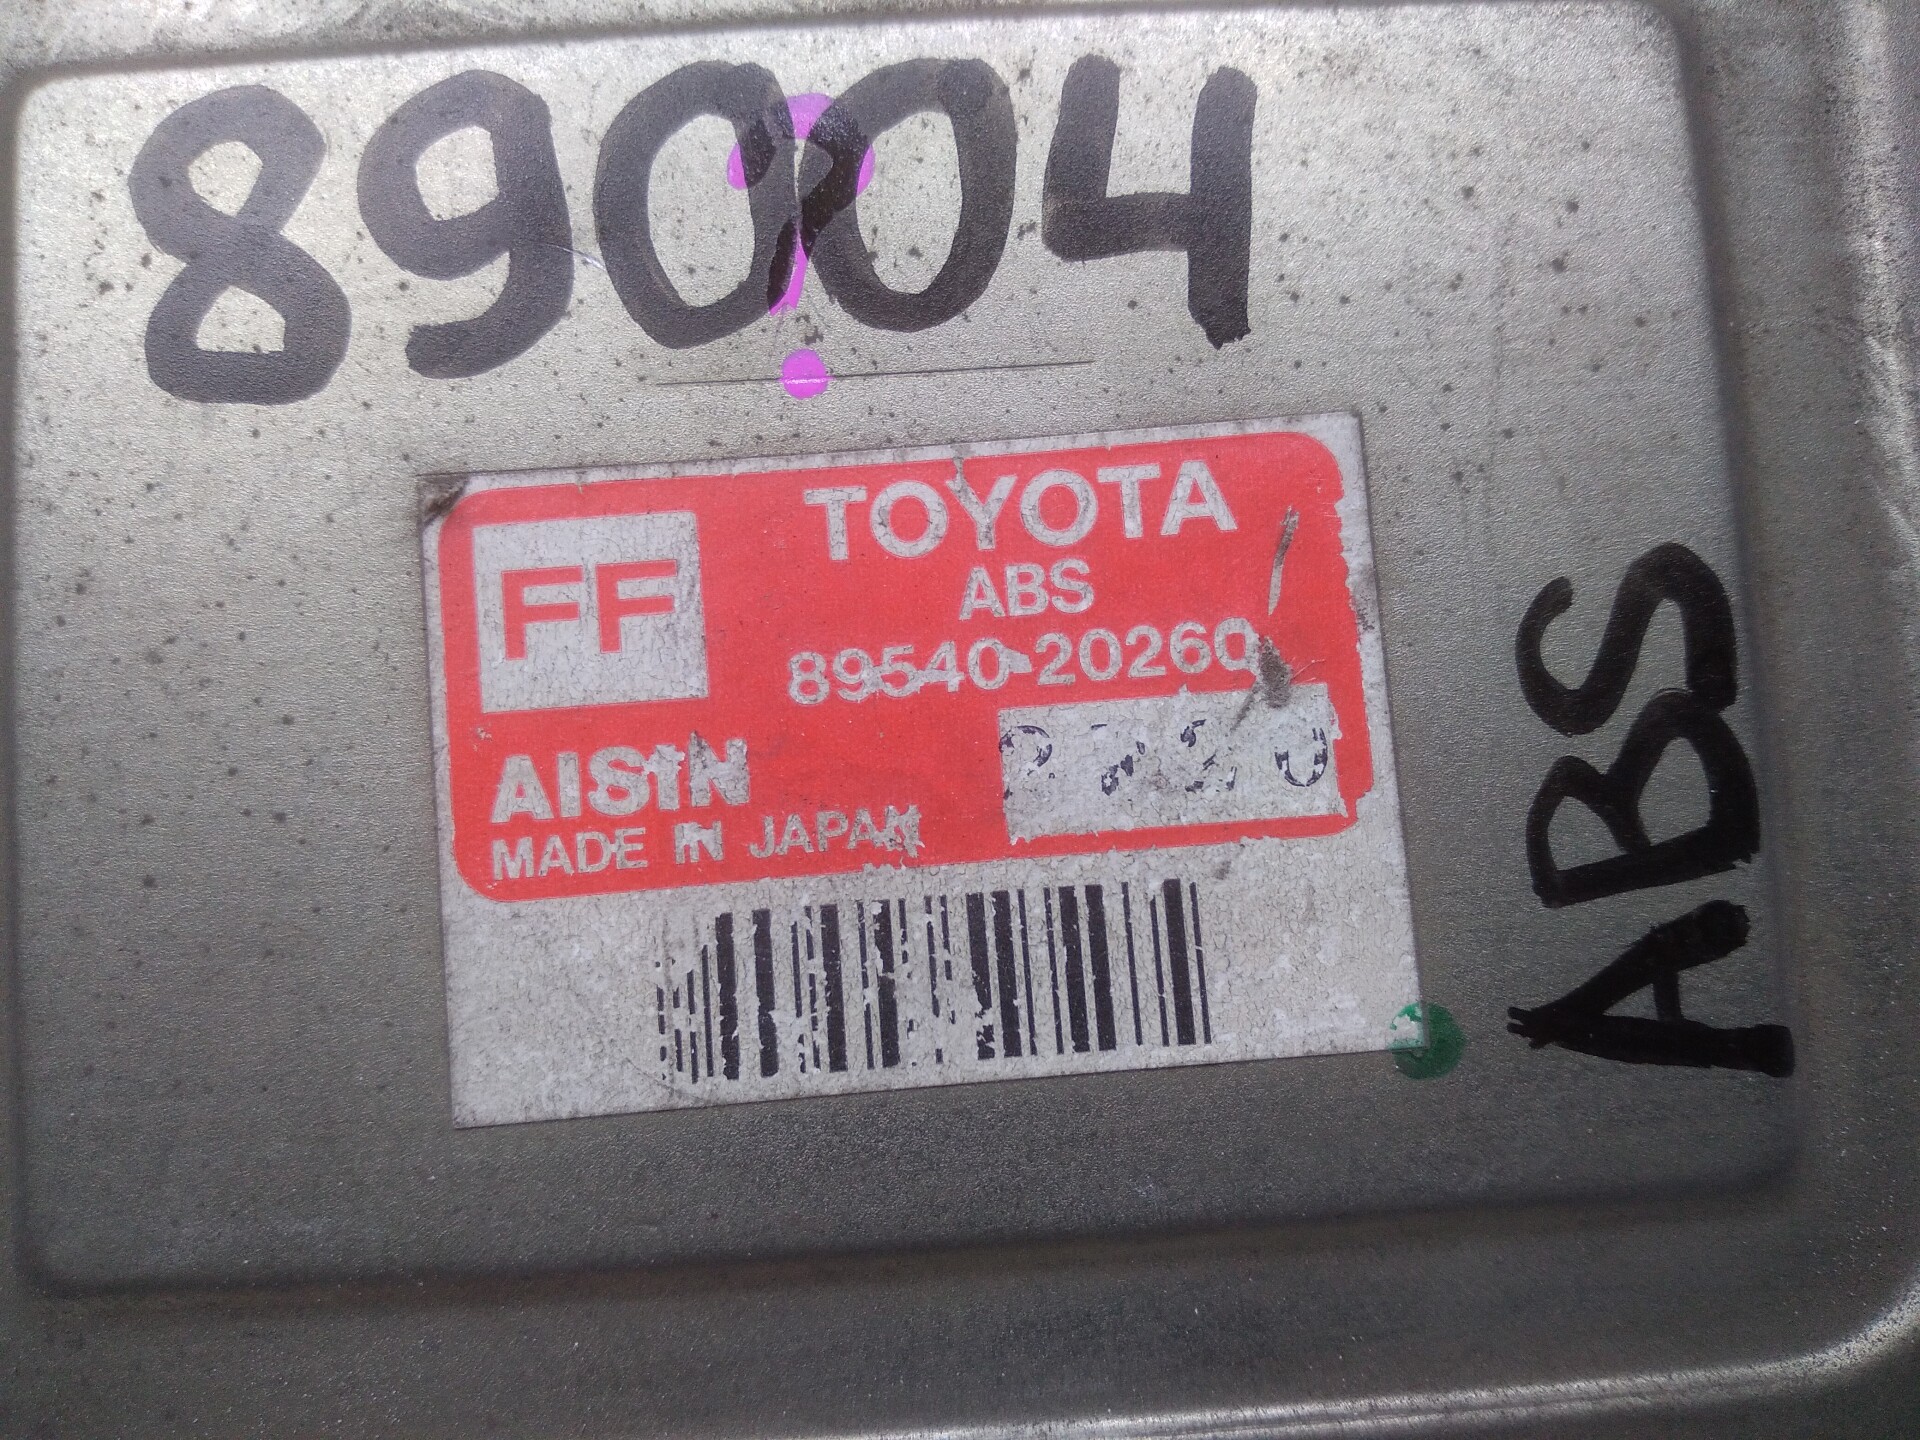 89004
FF
TOYOTA
ABS
89540-20260
AISIN
MADE IN JAPAN
ABS